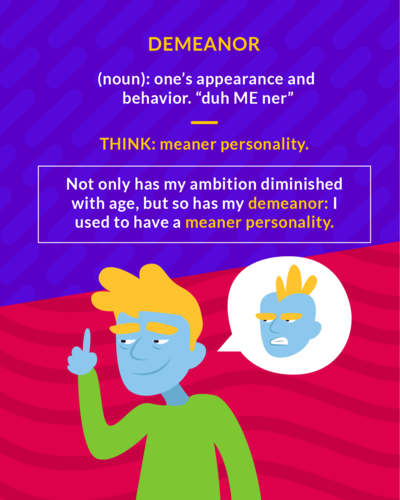 DEMEANOR
(noun): one’s appearance and
behavior. “duh ME ner”
THINK: meaner personality.
Not only has my ambition diminished
with age, but so has my demeanor: I
used to have a meaner personality.